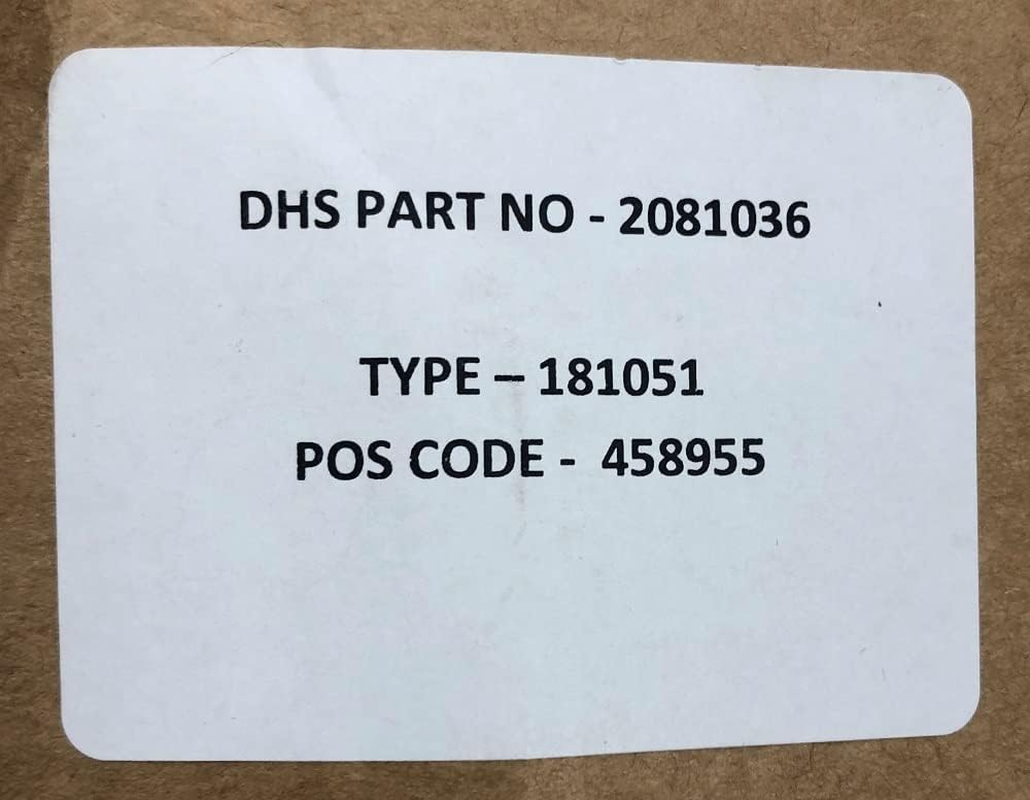 DHS PART NO - 2081036
TYPE – 181051
POS CODE -  458955